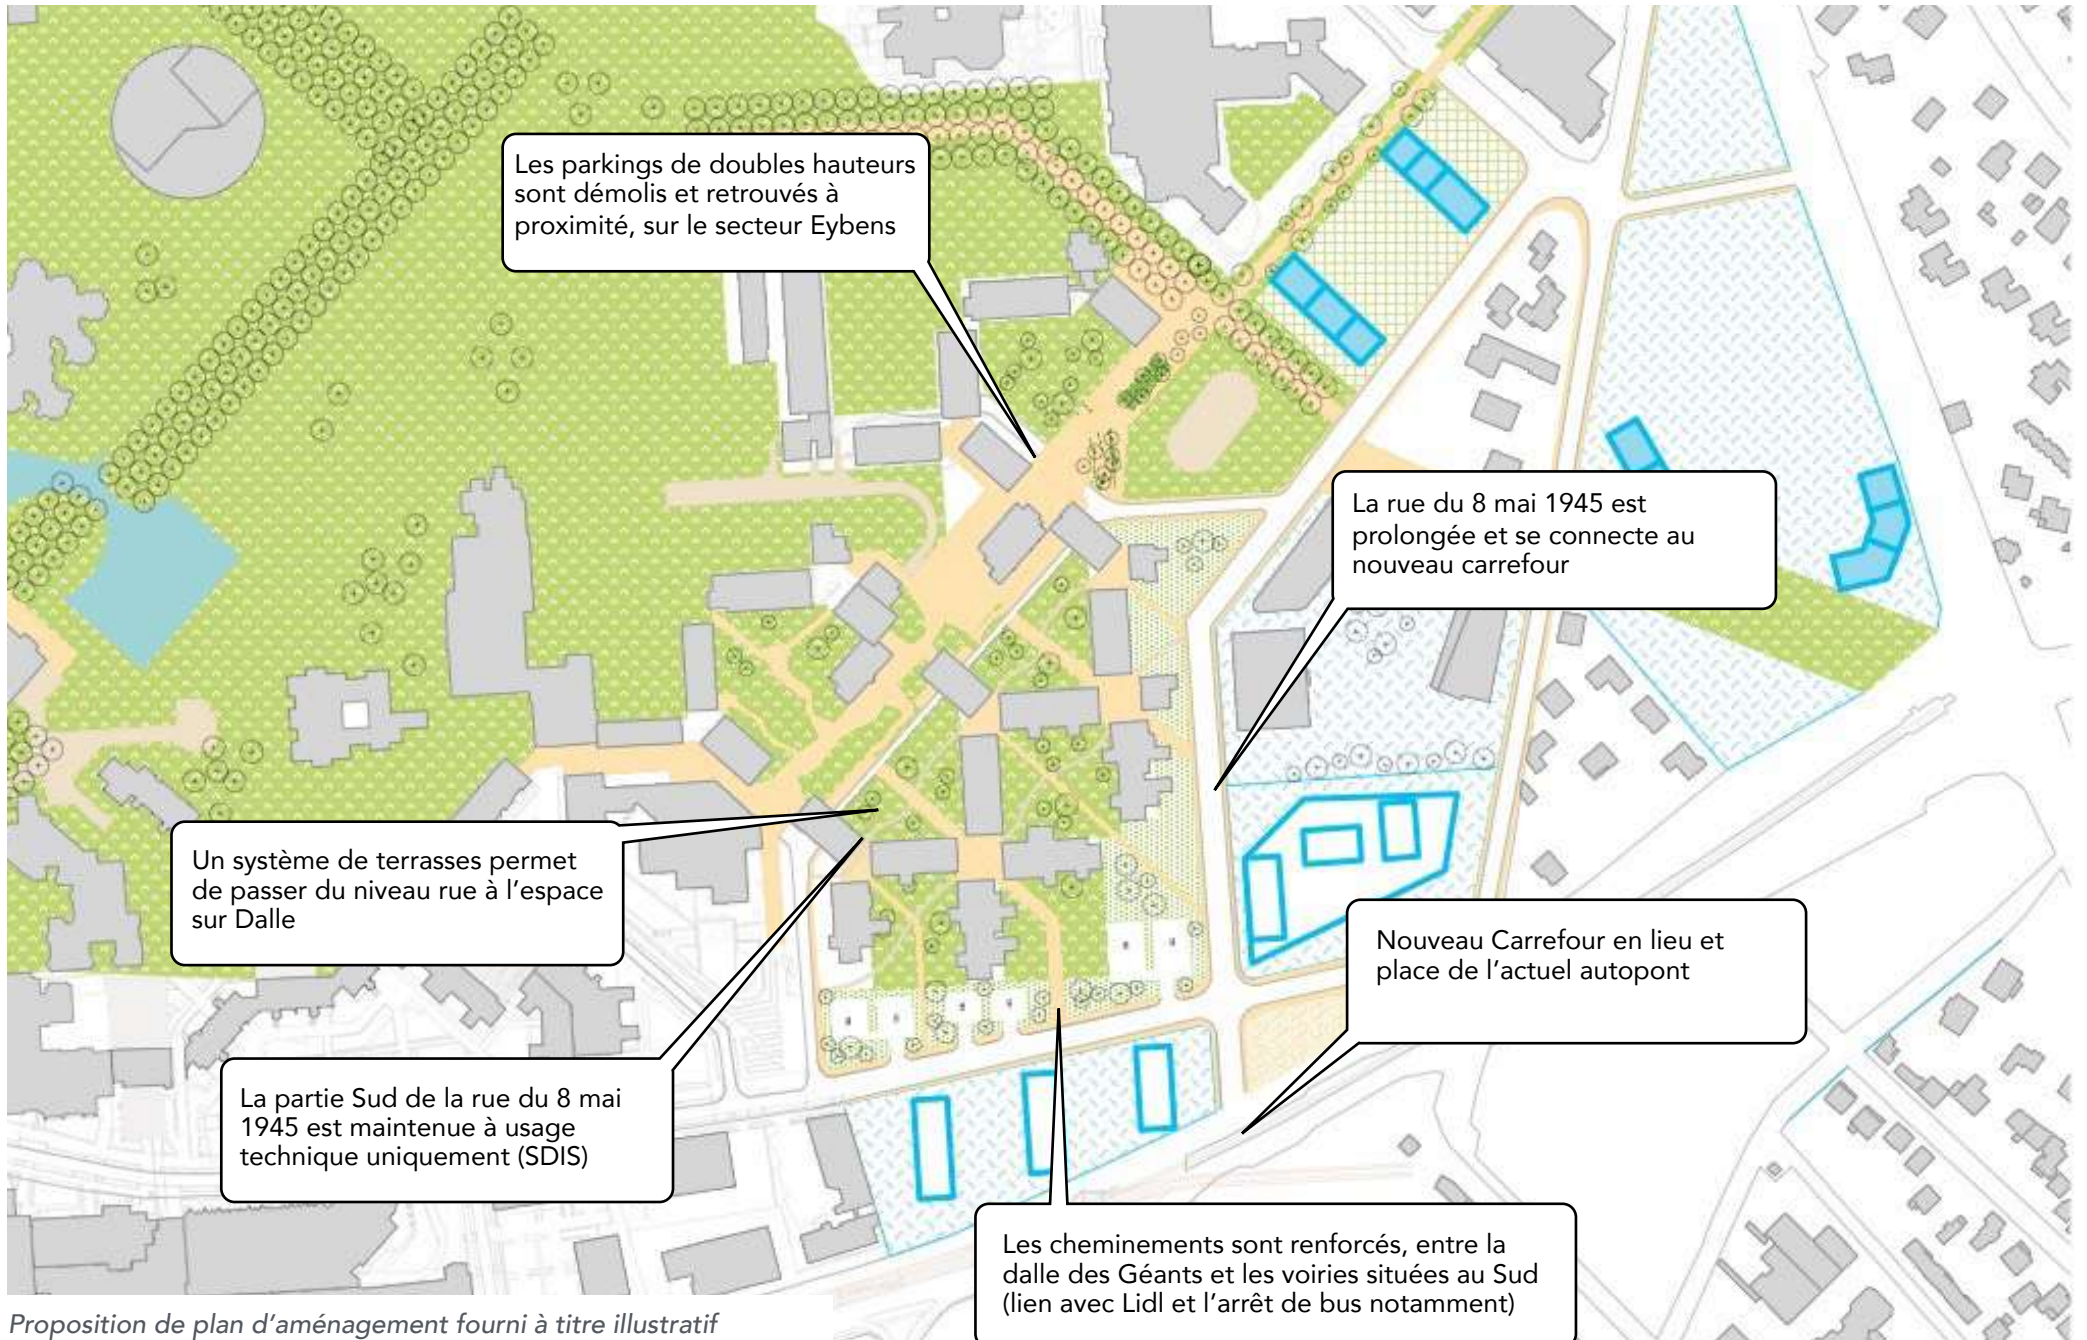 Les parkings de doubles hauteurs
sont démolis et retrouvés à
proximité, sur le secteur Eybens
La rue du 8 mai 1945 est
prolongée et se connecte au
nouveau carrefour
Un système de terrasses permet
de passer du niveau rue à l'espace
sur Dalle
Nouveau Carrefour en lieu et
place de l'actuel autopont
La partie Sud de la rue du 8 mai
1945 est maintenue à usage
technique uniquement (SDIS)
Les cheminements sont renforcés, entre la
dalle des Géants et les voiries situées au Sud
(lien avec Lidl et l'arrêt de bus notamment)
Proposition de plan d'aménagement fourni à titre illustratif